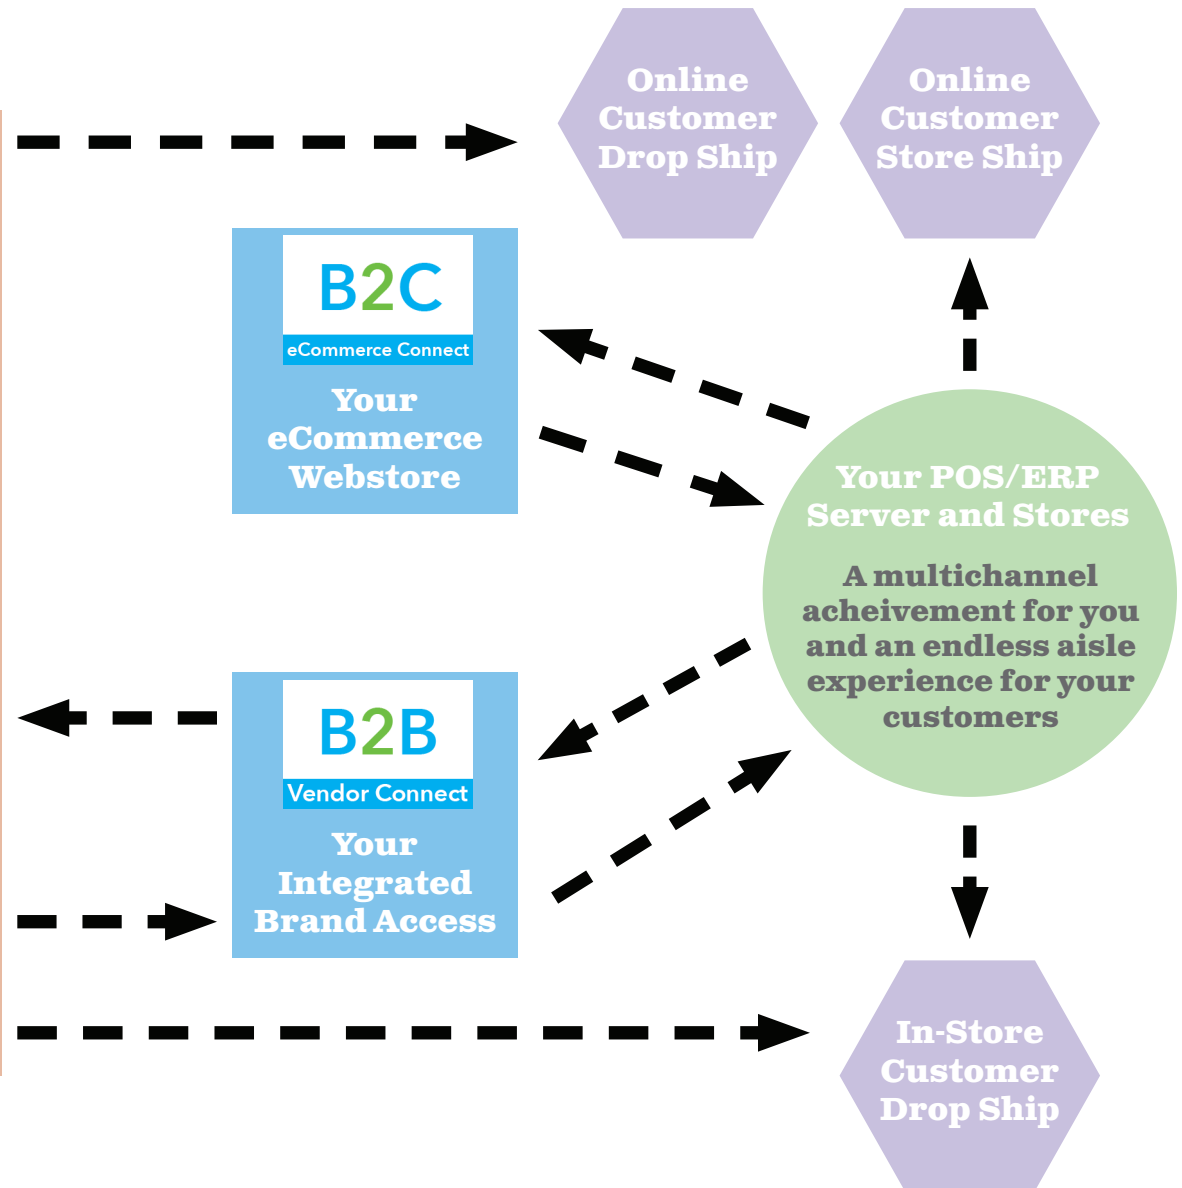 Online
Customer
Drop Ship
Online
Customer
Store Ship
B2C
eCommerce Connect
Your
eCommerce
Webstore
Your POS/ERP
Server and Stores
A multichannel
acheivement for you
and an endless aisle
experience for your
customers
B2B
Vendor Connect
Your
Integrated
Brand Access
In-Store
Customer
Drop Ship